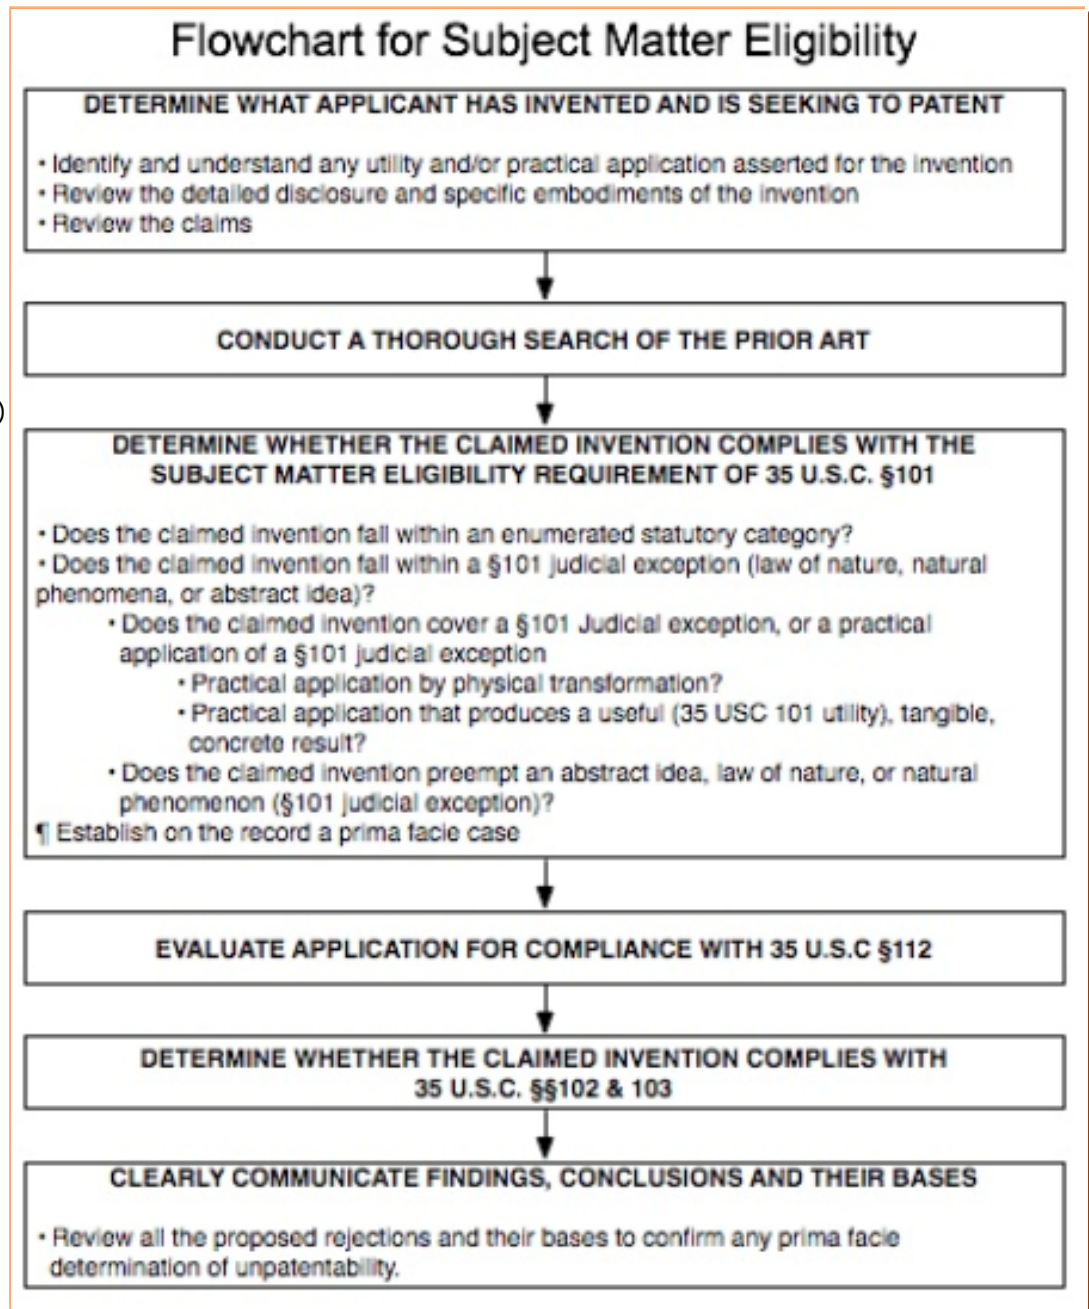 Flowchart for Subject Matter Eligibility
DETERMINE WHAT APPLICANT HAS INVENTED AND IS SEEKING TO PATENT
• Identify and understand any utility and/or practical application asserted for the invention
• Review the detailed disclosure and specific embodiments of the invention
• Review the claims
CONDUCT A THOROUGH SEARCH OF THE PRIOR ART
)
DETERMINE WHETHER THE CLAIMED INVENTION COMPLIES WITH THE
SUBJECT MATTER ELIGIBILITY REQUIREMENT OF 35 U.S.C. §101
• Does the claimed invention fall within an enumerated statutory category?
• Does the claimed invention fall within a §101 judicial exception (law of nature, natural
phenomena, or abstract idea)?
• Does the claimed invention cover a §101 Judicial exception, or a practical
application of a §101 judicial exception
• Practical application by physical transformation?
• Practical application that produces a useful (35 USC 101 utility), tangible,
concrete result?
• Does the claimed invention preempt an abstract idea, law of nature, or natural
phenomenon (§101 judicial exception)?
¶ Establish on the record a prima facie case
EVALUATE APPLICATION FOR COMPLIANCE WITH 35 U.S.C §112
DETERMINE WHETHER THE CLAIMED INVENTION COMPLIES WITH
35 U.S.C. §§102 & 103
CLEARLY COMMUNICATE FINDINGS, CONCLUSIONS AND THEIR BASES
• Review all the proposed rejections and their bases to confirm any prima facie
determination of unpatentability.